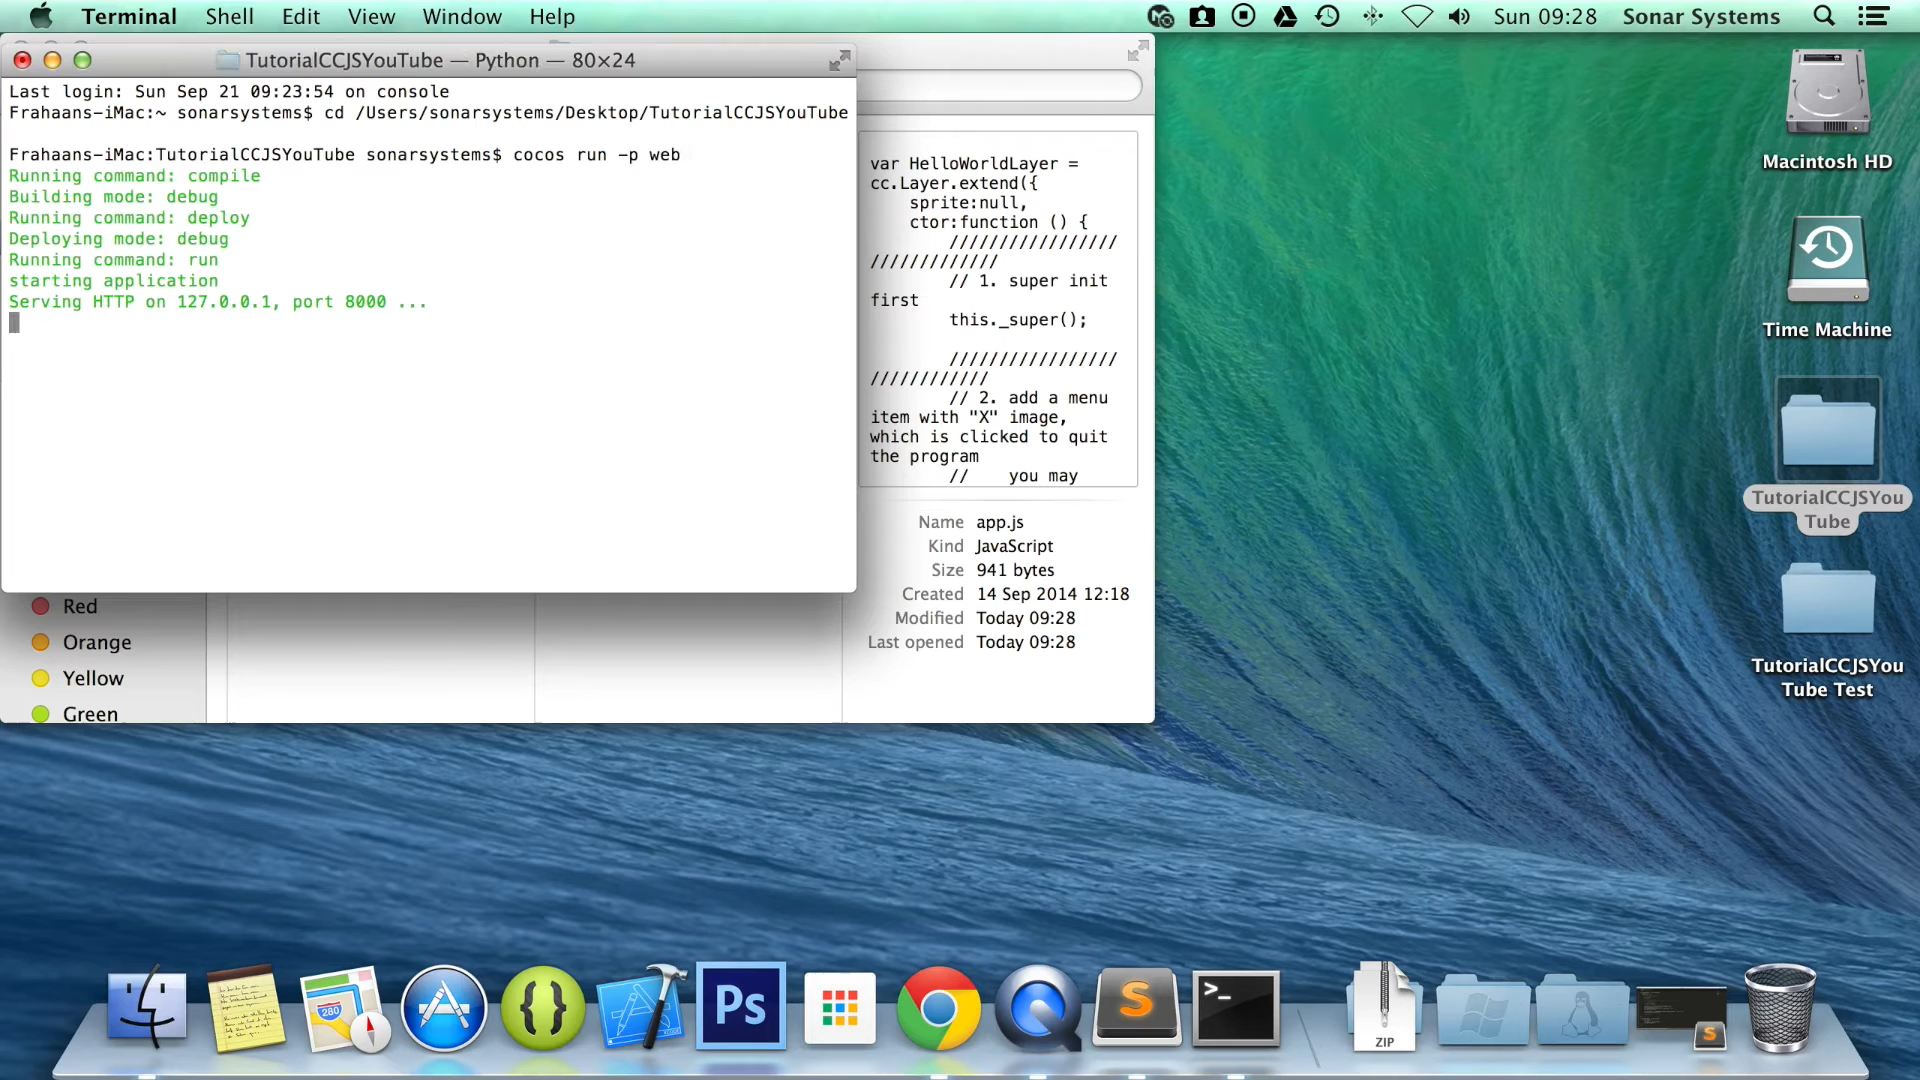 Terminal Shell Edit View Window Help
Sun 09:28 Sonar Systems
TutorialCCJSYouTube — Python — 80×24
Last login: Sun Sep 21 09:23:54 on console
Frahaans-iMac:~ sonarsystems$ cd /Users/sonarsystems/Desktop/TutorialCCJSYouTube
Frahaans-iMac:TutorialCCJSYouTube sonarsystems$ cocos run -p web
Running command: compile
Building mode: debug
Running command: deploy
Deploying mode: debug
Running command: run
starting application
Serving HTTP on 127.0.0.1, port 8000 ...
var HelloWorldLayer =
cc.Layer.extend({
sprite:null,
ctor:function () {
/////////////////
/////////////
// 1. super init
first
this._super();
/////////////////
////////////
// 2. add a menu
item with "X" image,
which is clicked to quit
the program
// you may
Name app.js
Kind JavaScript
Size 941 bytes
Created 14 Sep 2014 12:18
Modified Today 09:28
Last opened Today 09:28
Red
Orange
Yellow
Green
Macintosh HD
Time Machine
TutorialCCJSYou
Tube
TutorialCCJSYou
Tube Test
280
{}
Ps
S
>_
ZIP
S